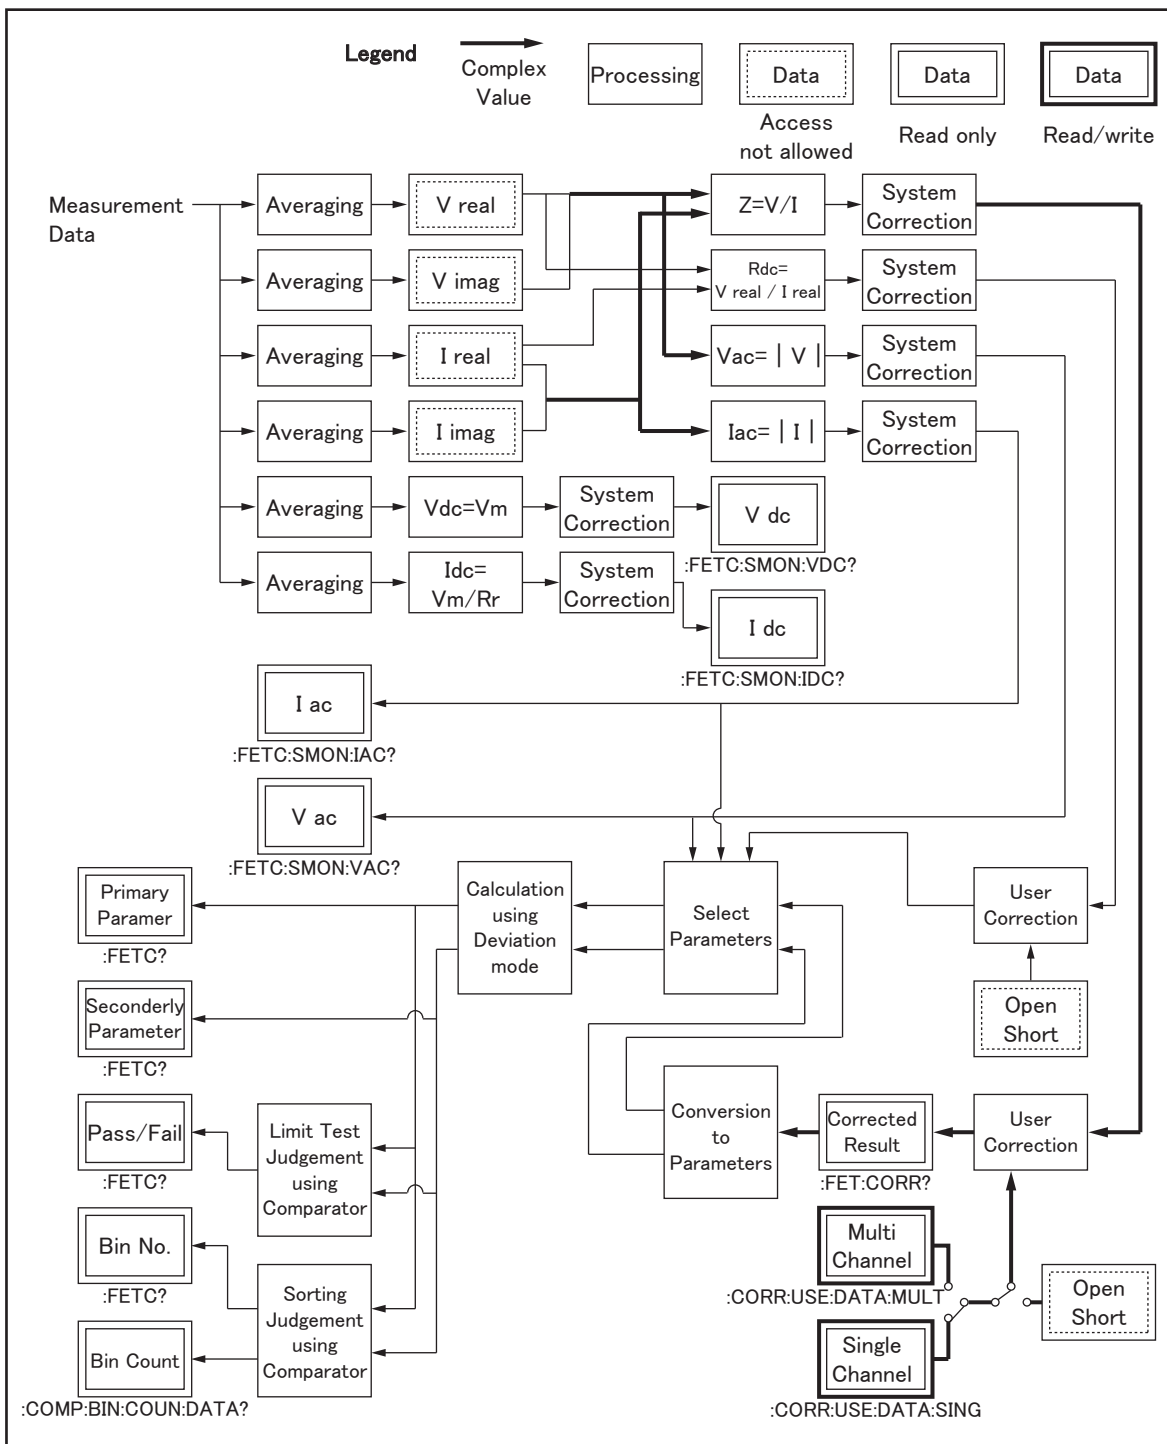 Legend
Complex
Value
Processing
Data
Access
not allowed
Data
Read only
Data
Read/write
Measurement
Data
Averaging
V real
Z=V/I
System
Correction
Averaging
V imag
Rdc=
V real / I real
System
Correction
Averaging
I real
Vac= | V |
System
Correction
Averaging
I imag
Iac= | I |
System
Correction
Averaging
Vdc=Vm
System
Correction
V dc
:FETC:SMON:VDC?
Averaging
Idc=
Vm/Rr
System
Correction
I dc
:FETC:SMON:IDC?
I ac
:FETC:SMON:IAC?
V ac
:FETC:SMON:VAC?
Primary
Paramer
:FETC?
Calculation
using
Deviation
mode
Select
Parameters
User
Correction
Seconderly
Parameter
:FETC?
Open
Short
Pass/Fail
:FETC?
Limit Test
Judgement
using
Comparator
Conversion
to
Parameters
Corrected
Result
:FET:CORR?
User
Correction
Bin No.
:FETC?
Multi
Channel
:CORR:USE:DATA:MULT
Open
Short
Sorting
Judgement
using
Comparator
Bin Count
:COMP:BIN:COUN:DATA?
Single
Channel
:CORR:USE:DATA:SING